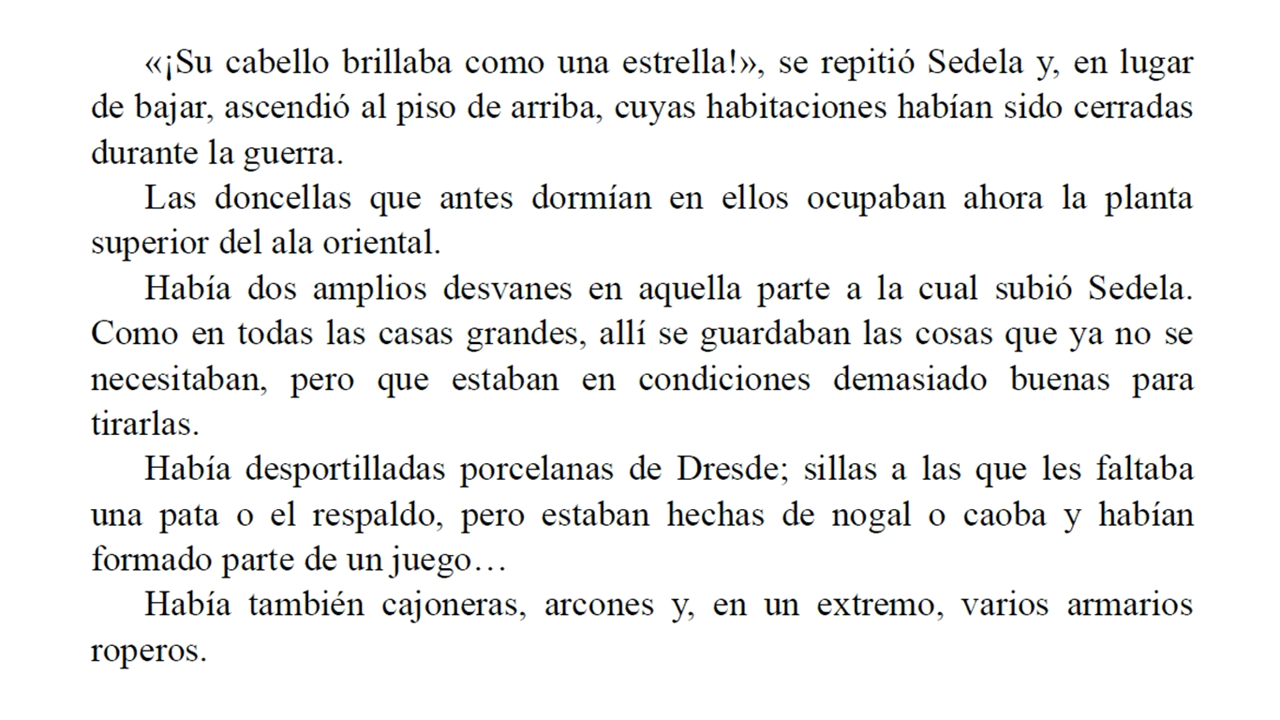 «¡Su cabello brillaba como una estrella!», se repitió Sedela y, en lugar
de bajar, ascendió al piso de arriba, cuyas habitaciones habían sido cerradas
durante la guerra.
Las doncellas que antes dormían en ellos ocupaban ahora la planta
superior del ala oriental.
Había dos amplios desvanes en aquella parte a la cual subió Sedela.
Como en todas las casas grandes, allí se guardaban las cosas que ya no se
necesitaban, pero que estaban en condiciones demasiado buenas para
tirarlas.
Había desportilladas porcelanas de Dresde; sillas a las que les faltaba
una pata o el respaldo, pero estaban hechas de nogal o caoba y habían
formado parte de un juego…
Había también cajoneras, arcones y, en un extremo, varios armarios
roperos.